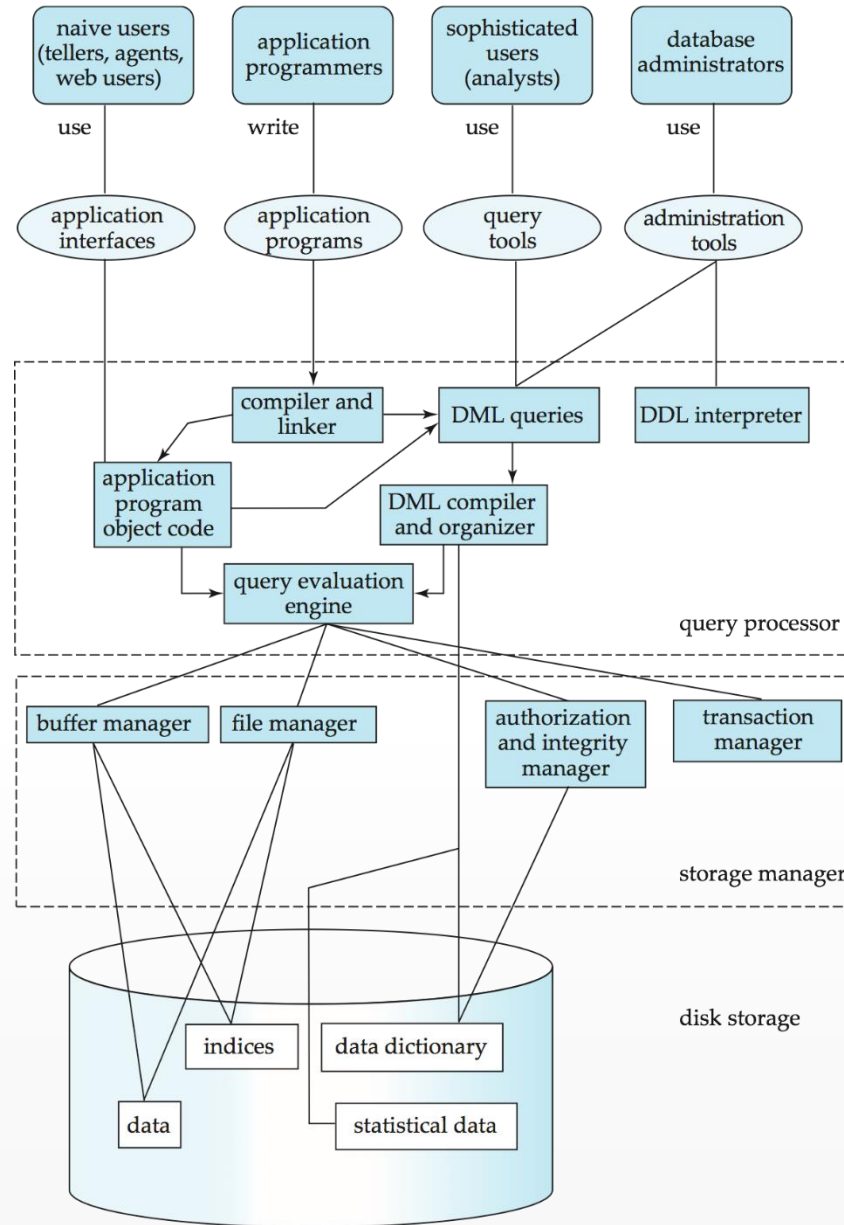 naive users
(tellers, agents,
web users)
application
programmers
sophisticated
users
(analysts)
database
administrators
use
write
use
use
application
interfaces
application
programs
query
tools
administration
tools
compiler and
linker
DML queries
DDL interpreter
application
program
object code
DML compiler
and organizer
query evaluation
engine
query processor
buffer manager
file manager
authorization
and integrity
manager
transaction
manager
storage manager
disk storage
indices
data dictionary
data
statistical data